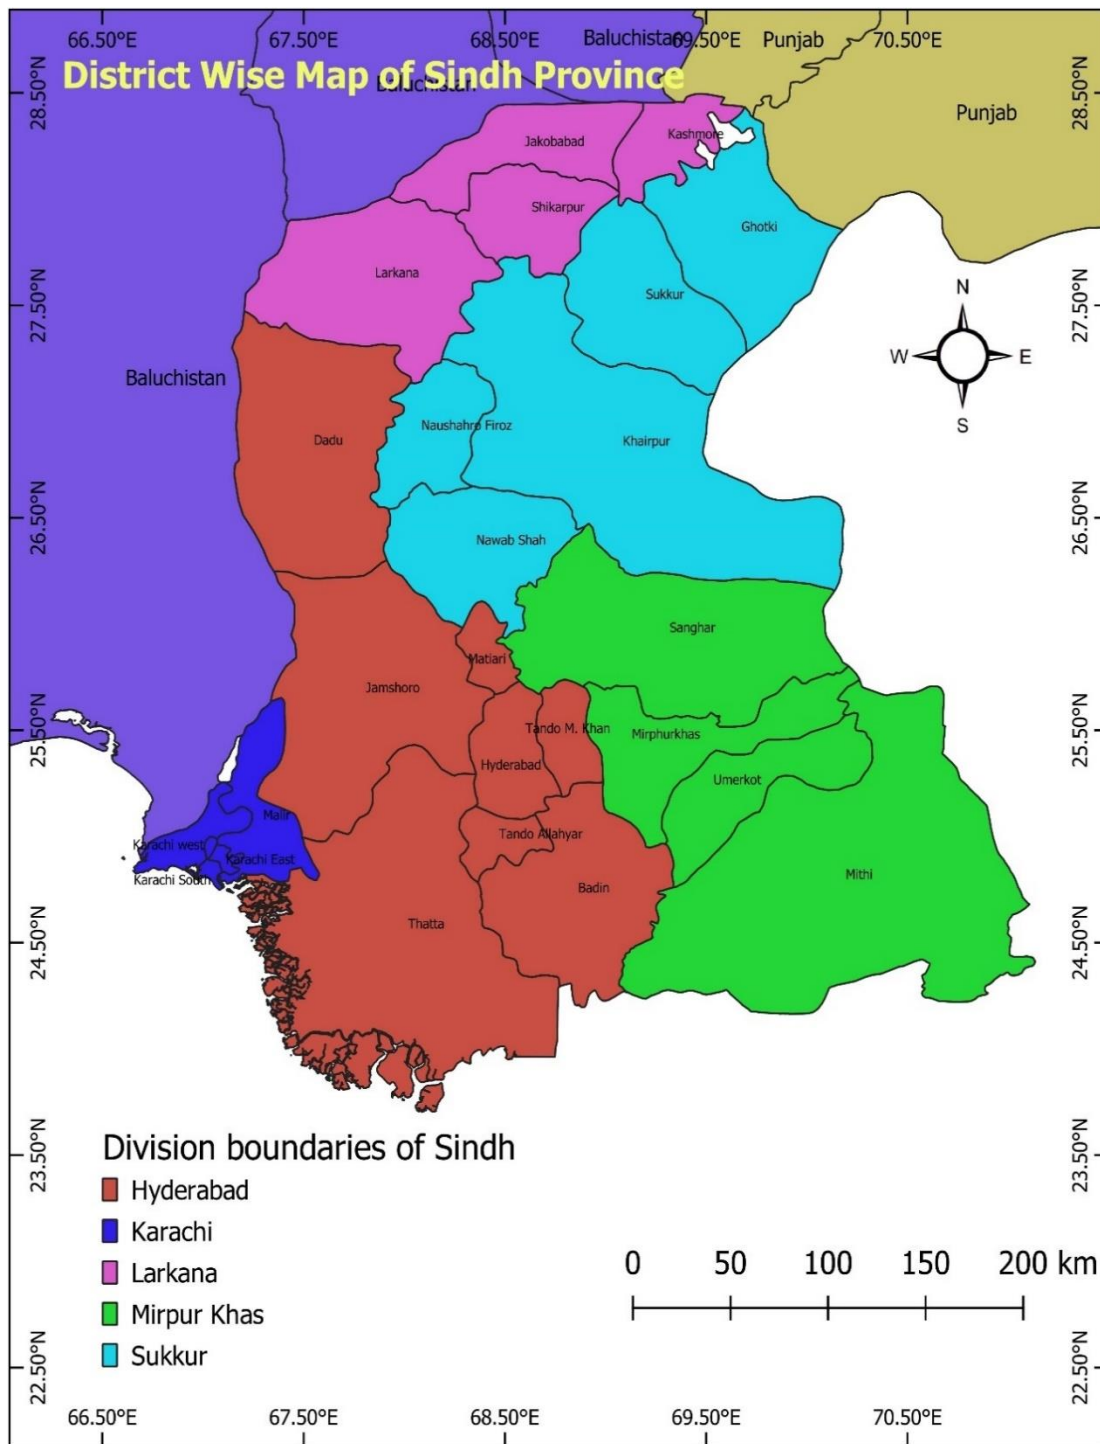 66.50°E 67.50°E 68.50°E 69.50°E 70.50°E
Baluchistan
Punjab
District Wise Map of Sindh Province
Baluchistan
28.50°N
28.50°N
Punjab
Kashmore
Jakobabad
Shikarpur
Ghotki
Larkana
Sukkur
27.50°N
27.50°N
N
W
E
S
Baluchistan
Naushahro Firoz
Dadu
Khairpur
26.50°N
26.50°N
Nawab Shah
Sanghar
Matiari
Jamshoro
Tando M. Khan
Mirphurkhas
25.50°N
25.50°N
Hyderabad
Umerkot
Malir
Tando Allahyar
Karachi west
Karachi East
Karachi South
Badin
Mithi
Thatta
24.50°N
24.50°N
23.50°N
23.50°N
Division boundaries of Sindh
Hyderabad
Karachi
Larkana
Mirpur Khas
Sukkur
0 50 100 150 200 km
22.50°N
22.50°N
66.50°E 67.50°E 68.50°E 69.50°E 70.50°E